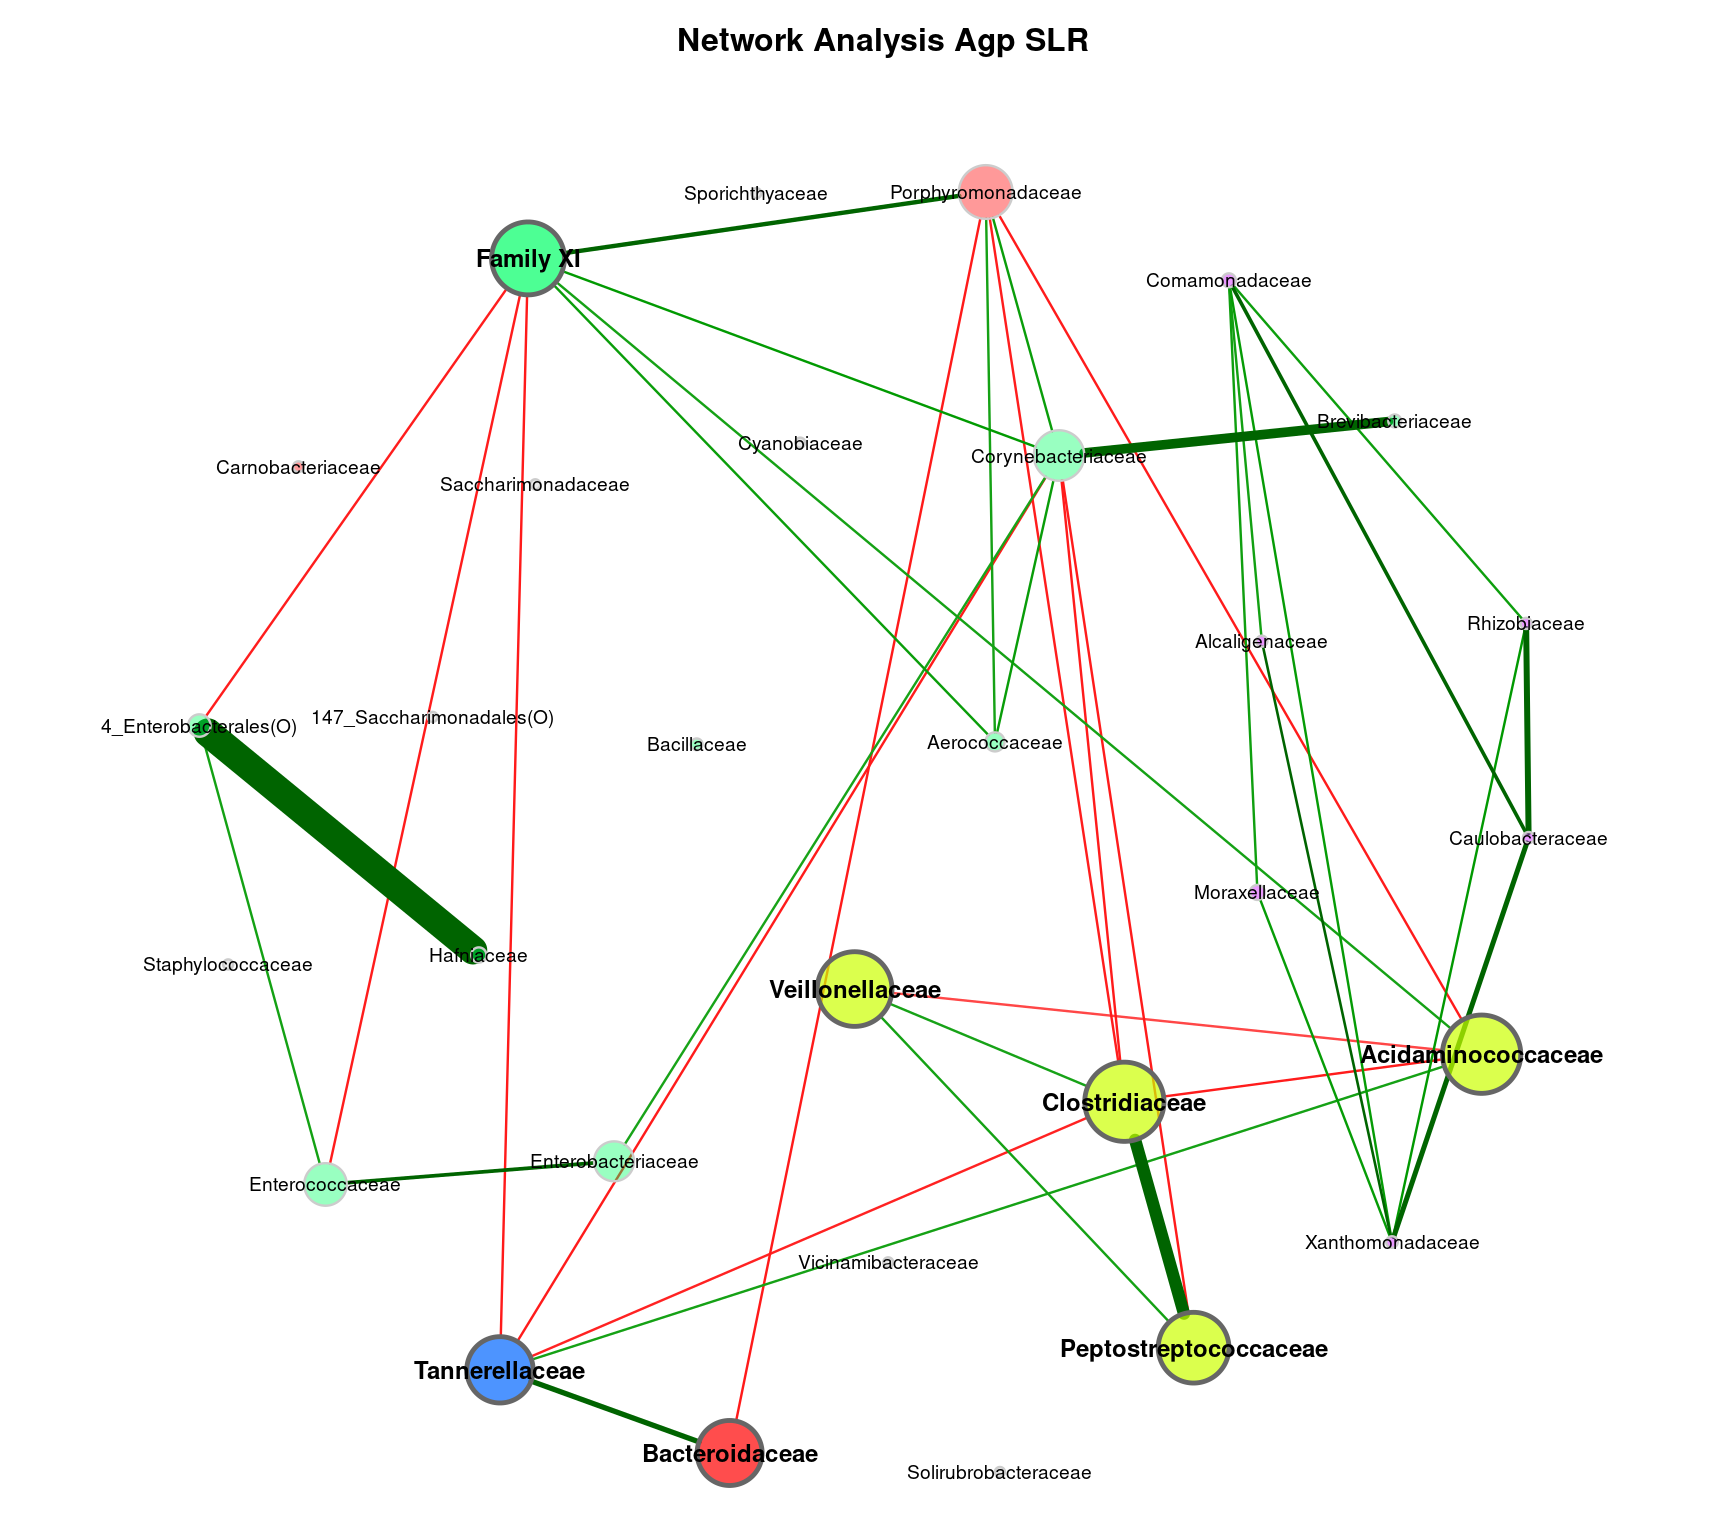 Network Analysis Agp SLR
Sporichthyaceae
Porphyromonadaceae
Family XI
Comamonadaceae
Brevibacteriaceae
Cyanobiaceae
Corynebacteriaceae
Carnobacteriaceae
Saccharimonadaceae
Rhizobiaceae
Alcaligenaceae
4_Enterobacterales(O)
147_Saccharimonadales(O)
Bacillaceae
Aerococcaceae
Caulobacteraceae
Moraxellaceae
Hafniaceae
Staphylococcaceae
Veillonellaceae
Acidaminococcaceae
Clostridiaceae
Enterobacteriaceae
Enterococcaceae
Xanthomonadaceae
Vicinamibacteraceae
Peptostreptococcaceae
Tannerellaceae
Bacteroidaceae
Solirubrobacteraceae